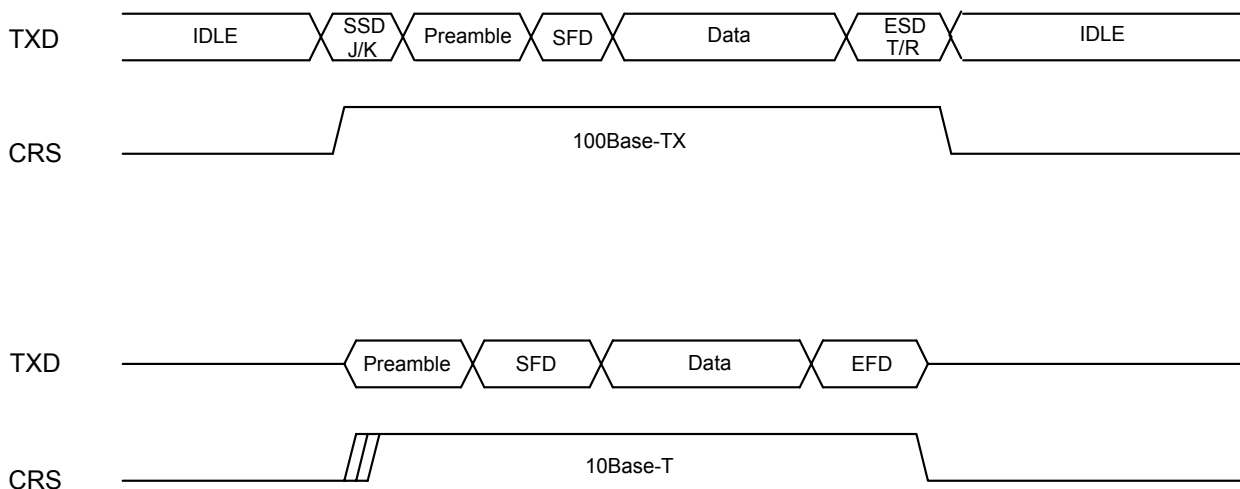 TXD IDLE SSD J/K Preamble SFD Data ESD T/R IDLE
CRS 100Base-TX
TXD Preamble SFD Data EFD
CRS 10Base-T